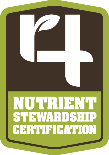 4
NUTRIENT
STEWARDSHIP
CERTIFICATION